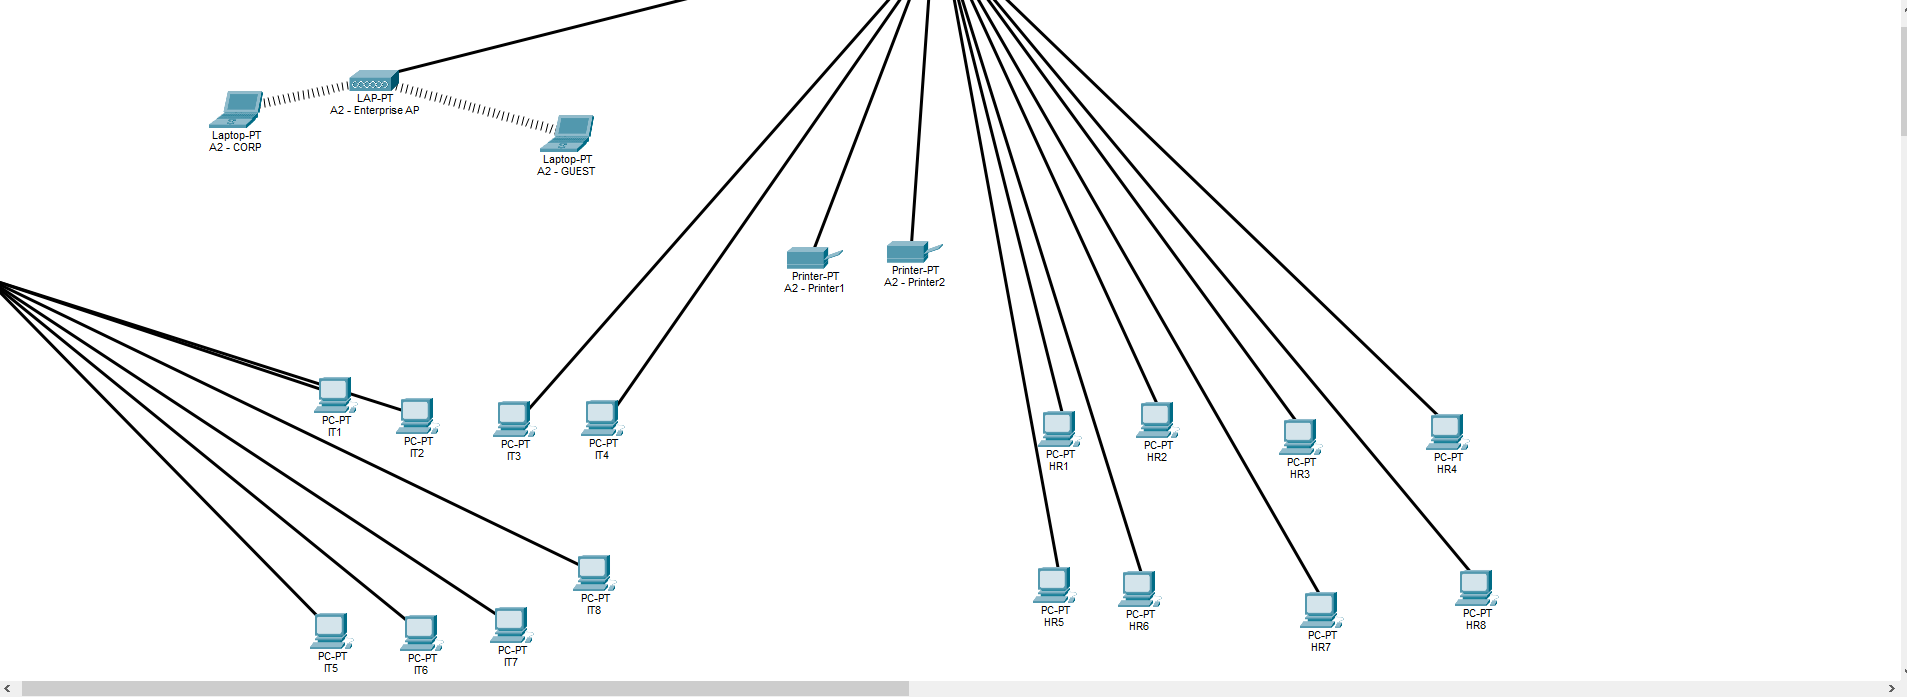 LAP-PT
A2 - Enterprise AP
Laptop-PT
A2 - CORP
Laptop-PT
A2 - GUEST
Printer-PT
A2 - Printer1
Printer-PT
A2 - Printer2
PC-PT
IT1
PC-PT
IT2
PC-PT
IT3
PC-PT
IT4
PC-PT
HR1
PC-PT
HR2
PC-PT
HR3
PC-PT
HR4
PC-PT
IT5
PC-PT
IT6
PC-PT
IT7
PC-PT
IT8
PC-PT
HR5
PC-PT
HR6
PC-PT
HR7
PC-PT
HR8